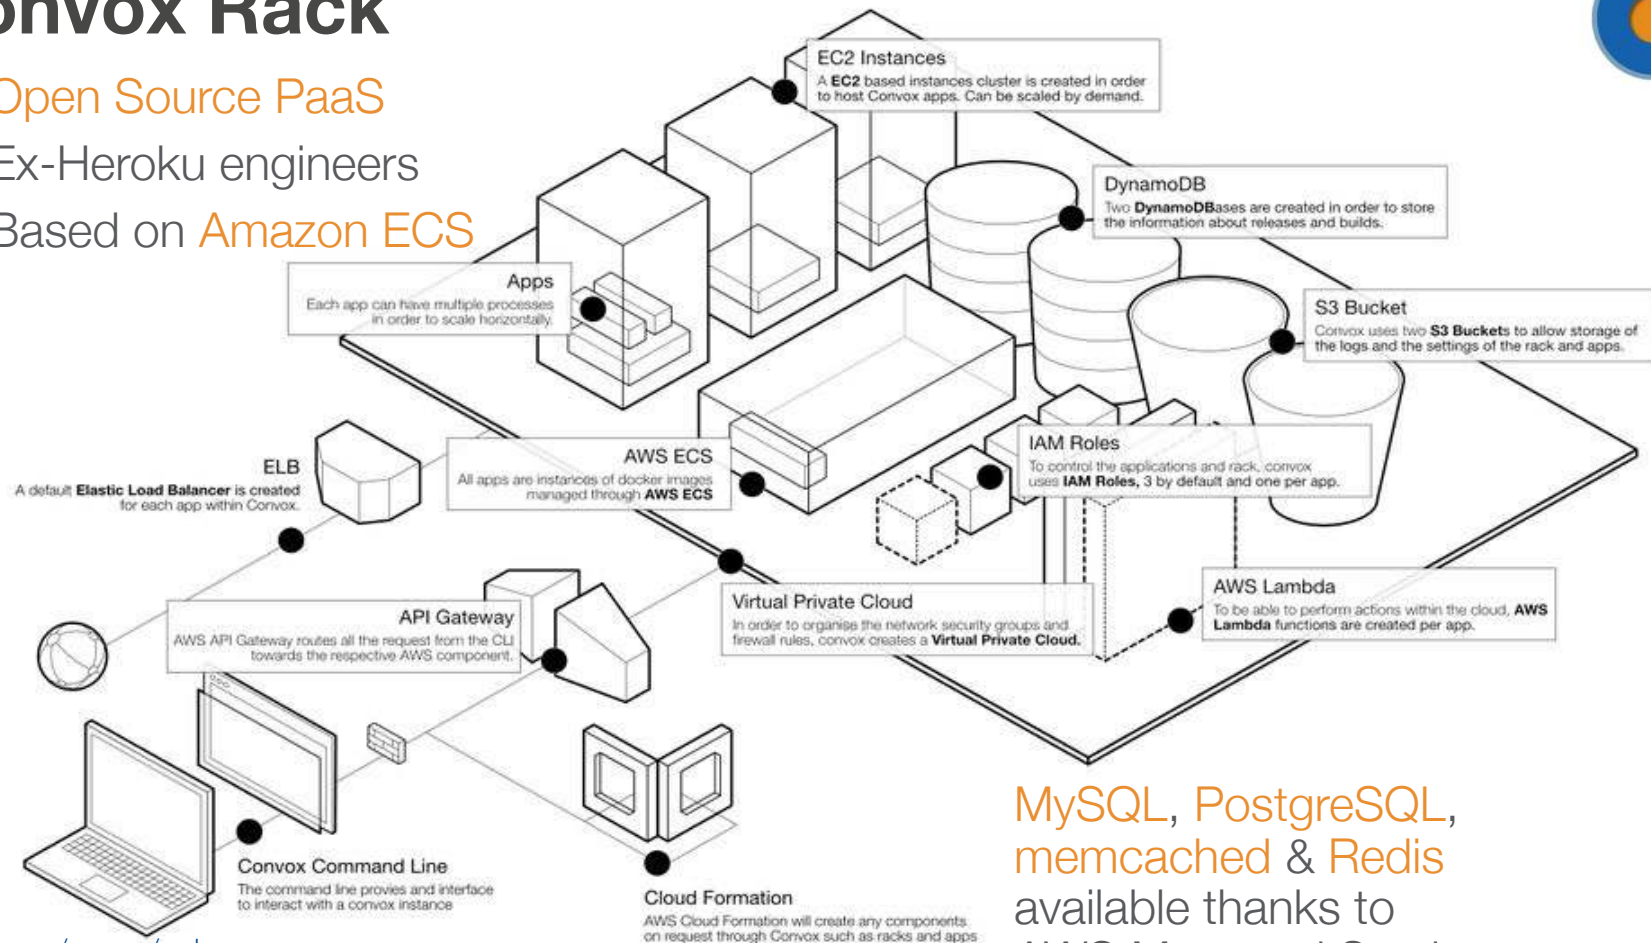 onvox Rack
Open Source PaaS
Ex-Heroku engineers
Based on Amazon ECS
EC2 Instances
A EC2 based instances cluster is created in order
to host Convox apps. Can be scaled by demand.
DynamoDB
Two DynamoDBases are created in order to store
the information about releases and builds.
Apps
Each app can have multiple processes
in order to scale horizontally.
S3 Bucket
Convox uses two S3 Buckets to allow storage of
the logs and the settings of the rack and apps.
AWS ECS
All apps are instances of docker images
managed through AWS ECS
IAM Roles
To control the applications and rack, convox
uses IAM Roles, 3 by default and one per app.
ELB
A default Elastic Load Balancer is created
for each app within Convox.
Virtual Private Cloud
In order to organise the network security groups and
firewall rules, convox creates a Virtual Private Cloud.
AWS Lambda
To be able to perform actions within the cloud, AWS
Lambda functions are created per app.
API Gateway
AWS API Gateway routes all the request from the CLI
towards the respective AWS component.
Convox Command Line
The command line provies and interface
to interact with a convox instance
Cloud Formation
AWS Cloud Formation will create any components
on request through Convox such as racks and apps
MySQL, PostgreSQL,
memcached & Redis
available thanks to